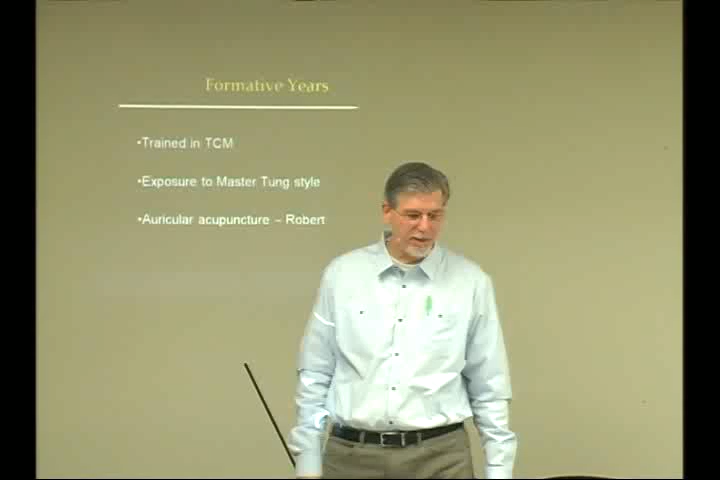 Formative Years
•Trained in TCM
•Exposure to Master Tung style
•Auricular acupuncture – Robert